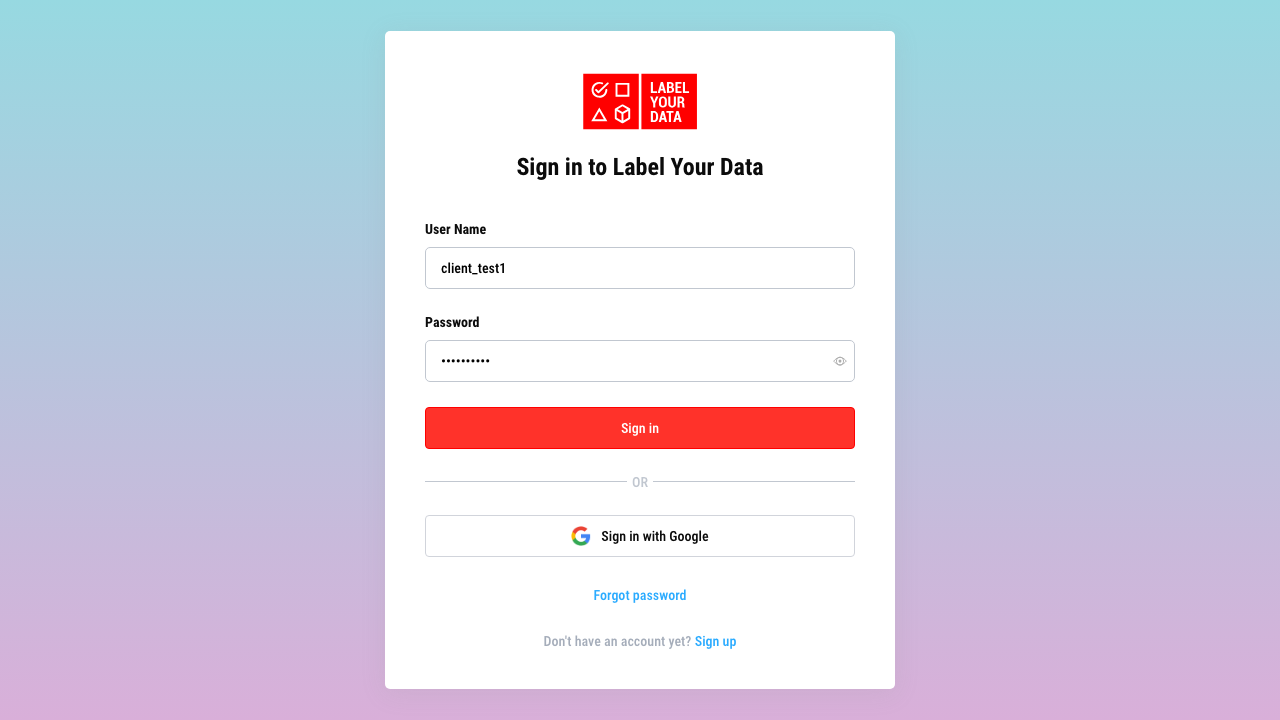 LABEL
YOUR
DATA
Sign in to Label Your Data
User Name
client_test1
Password
••••••••••
Sign in
OR
Sign in with Google
Forgot password
Don't have an account yet? Sign up